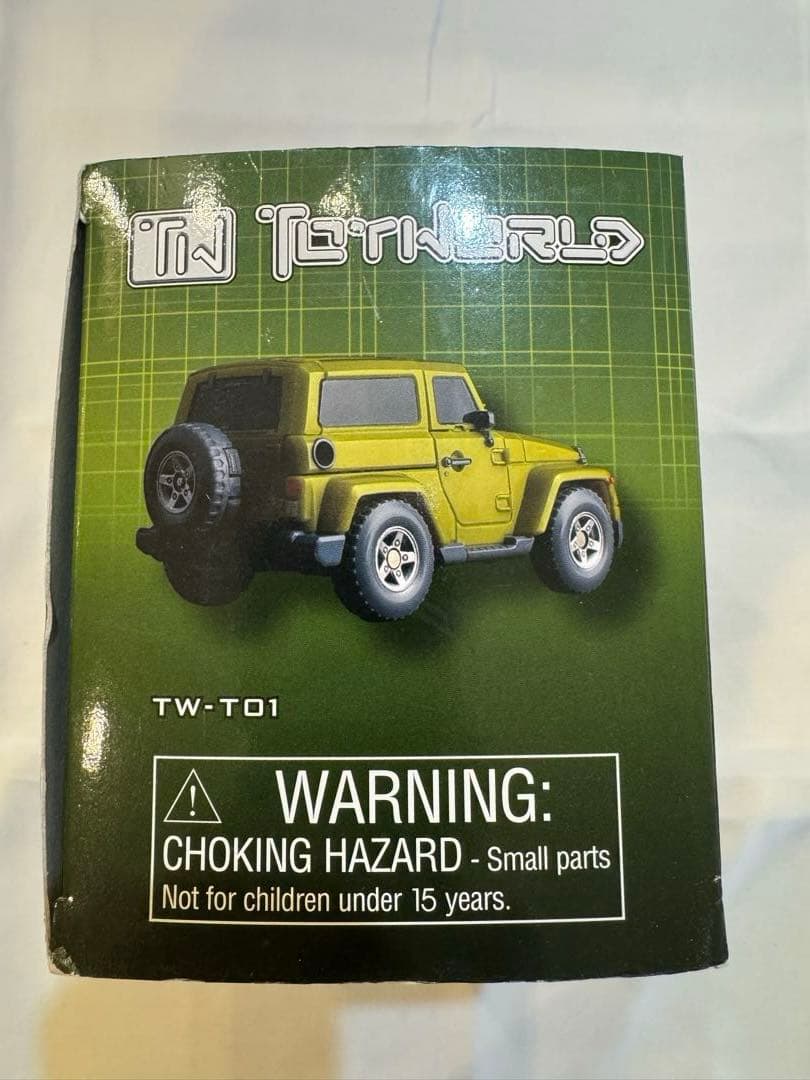 TW TOYWORLD
TW-T01
WARNING:
CHOKING HAZARD - Small parts
Not for children under 15 years.